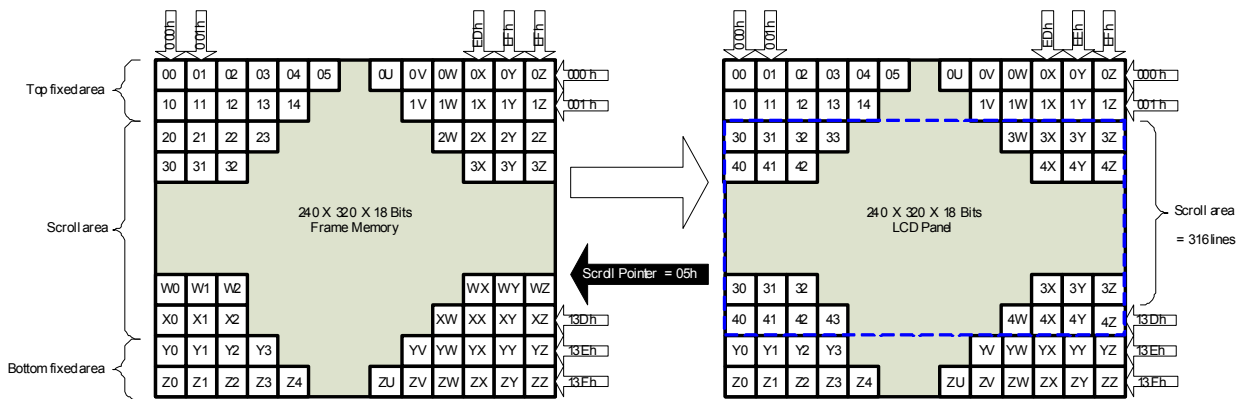 000h 001h EDh EFh EFh 000h 001h EDh EEh EFh
00 01 02 03 04 05 0U 0V 0W 0X 0Y 0Z 000h 00 01 02 03 04 05 0U 0V 0W 0X 0Y 0Z 000h
Top fixed area
10 11 12 13 14 1V 1W 1X 1Y 1Z 001h 10 11 12 13 14 1V 1W 1X 1Y 1Z 001h
20 21 22 23 2W 2X 2Y 2Z 30 31 32 33 3W 3X 3Y 3Z
30 31 32 3X 3Y 3Z 40 41 42 4X 4Y 4Z
Scroll area
240 X 320 X 18 Bits
Frame Memory
240 X 320 X 18 Bits
LCD Panel
Scroll area
= 316 lines
Scroll Pointer = 05h
W0 W1 W2 WX WY WZ 30 31 32 3X 3Y 3Z
X0 X1 X2 XW XX XY XZ 13Dh 40 41 42 43 4W 4X 4Y 4Z 13Dh
Y0 Y1 Y2 Y3 YV YW YX YY YZ 13Eh Y0 Y1 Y2 Y3 YV YW YX YY YZ 13Eh
Bottom fixed area
Z0 Z1 Z2 Z3 Z4 ZU ZV ZW ZX ZY ZZ 13Fh Z0 Z1 Z2 Z3 Z4 ZU ZV ZW ZX ZY ZZ 13Fh